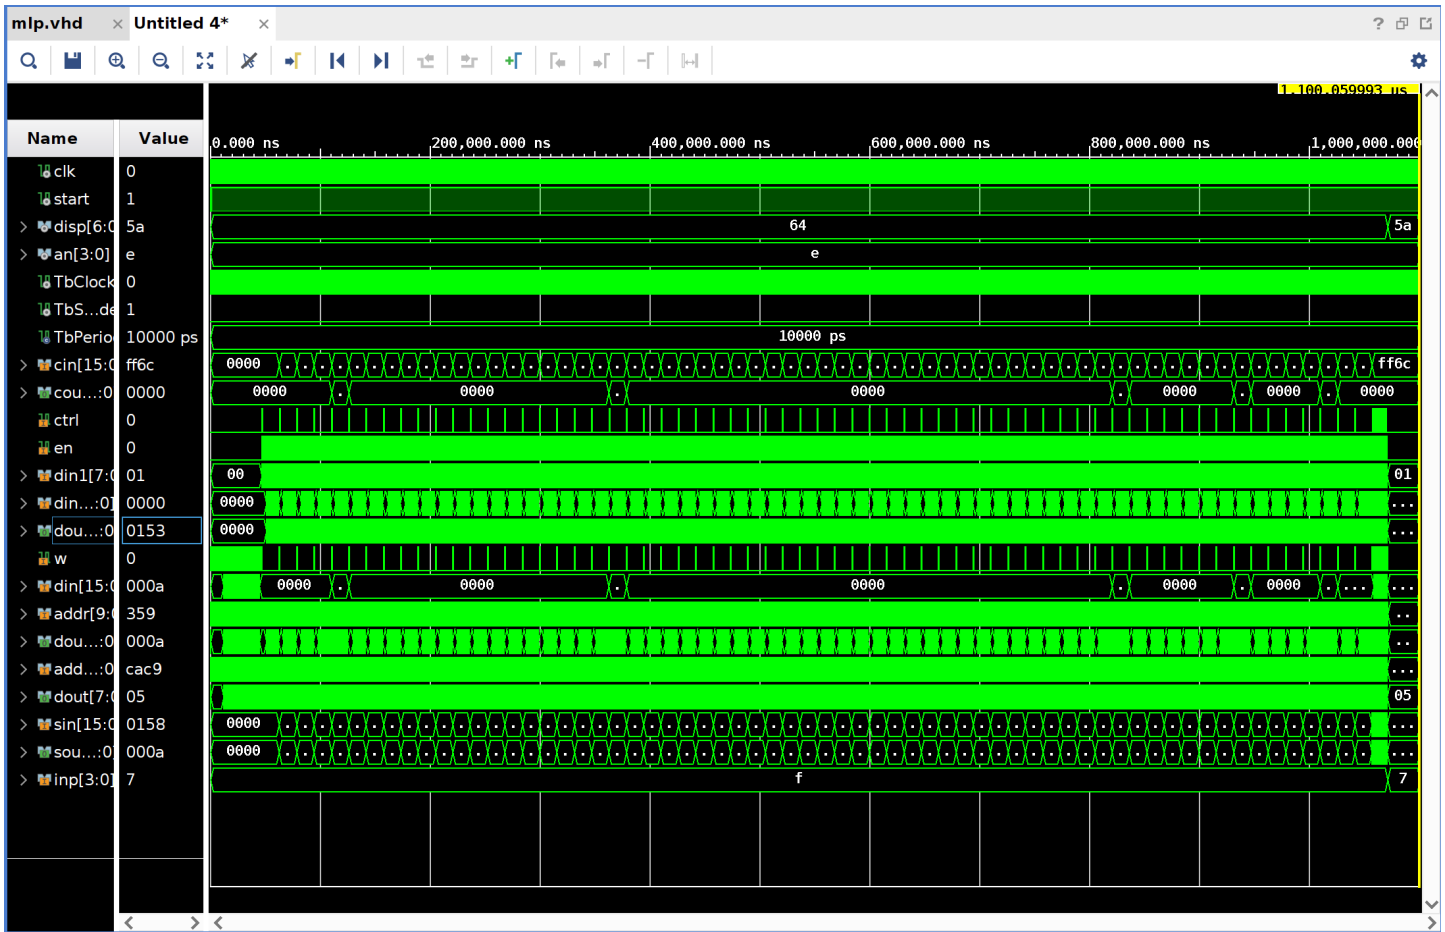 mlp.vhd × Untitled 4* ×
?
1,100.059993 us
Name Value
0.000 ns 200,000.000 ns 400,000.000 ns 600,000.000 ns 800,000.000 ns 1,000,000.000
clk 0
start 1
disp[6:0 5a 64 5a
an[3:0] e e
TbClock 0
TbS...de 1
TbPerio 10000 ps 10000 ps
cin[15:0 ff6c 0000 ff6c
cou...:0 0000 0000 . 0000 . 0000 . 0000 . 0000 . 0000
ctrl 0
en 0
din1[7:0 01 00 01
din...:0] 0000 0000 ...
dou...:0 0153 0000 ...
w 0
din[15:0 000a 0000 . 0000 . 0000 . 0000 . 0000 . ... ...
addr[9: 359 ..
dou...:0 000a ..
add...:0 cac9 ...
dout[7:0 05 05
sin[15:0 0158 0000 ...
sou...:0 000a 0000 ...
inp[3:0] 7 f 7